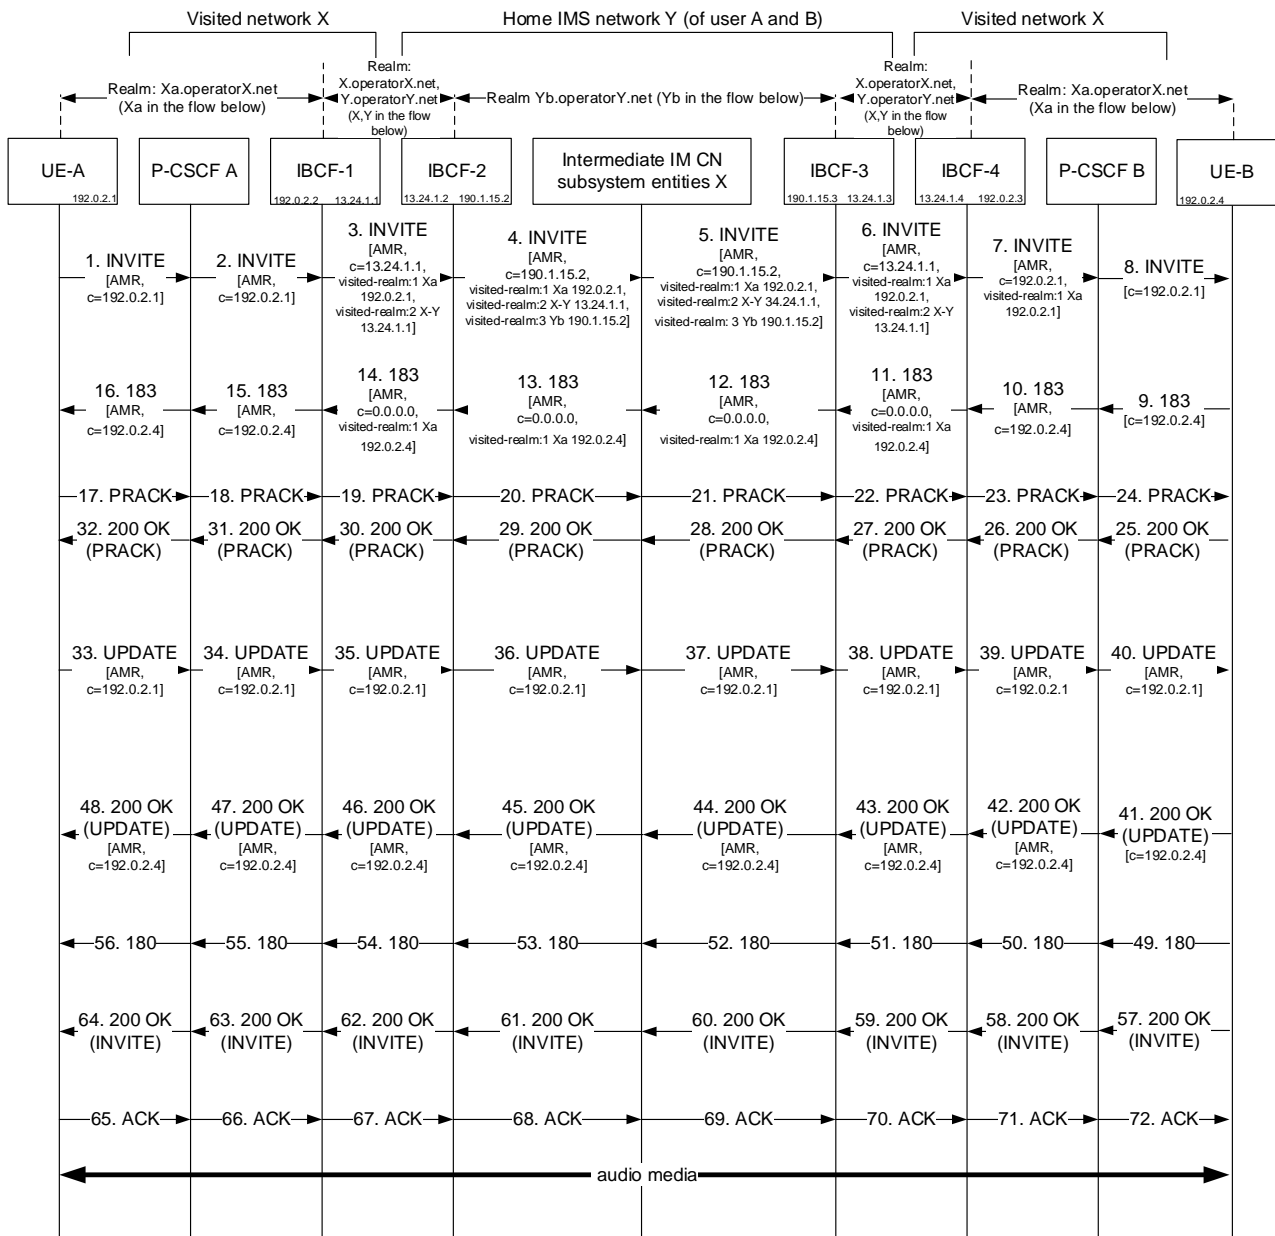 Visited network X
Home IMS network Y (of user A and B)
Visited network X
Realm: Xa.operatorX.net
(Xa in the flow below)
Realm:
X.operatorX.net,
Y.operatorY.net
(X,Y in the flow
below)
Realm Yb.operatorY.net (Yb in the flow below)
Realm:
X.operatorX.net,
Y.operatorY.net
(X,Y in the flow
below)
Realm: Xa.operatorX.net
(Xa in the flow below)
UE-A
192.0.2.1
P-CSCF A
IBCF-1
192.0.2.2 13.24.1.1
IBCF-2
13.24.1.2 190.1.15.2
Intermediate IM CN
subsystem entities X
IBCF-3
190.1.15.3 13.24.1.3
IBCF-4
13.24.1.4 192.0.2.3
P-CSCF B
UE-B
192.0.2.4
1. INVITE
[AMR,
c=192.0.2.1]
2. INVITE
[AMR,
c=192.0.2.1]
3. INVITE
[AMR,
c=13.24.1.1,
visited-realm:1 Xa
192.0.2.1,
visited-realm:2 X-Y
13.24.1.1]
4. INVITE
[AMR,
c=190.1.15.2,
visited-realm:1 Xa 192.0.2.1,
visited-realm:2 X-Y 13.24.1.1,
visited-realm:3 Yb 190.1.15.2]
5. INVITE
[AMR,
c=190.1.15.2,
visited-realm:1 Xa 192.0.2.1,
visited-realm:2 X-Y 34.24.1.1,
visited-realm: 3 Yb 190.1.15.2]
6. INVITE
[AMR,
c=13.24.1.1,
visited-realm:1 Xa
192.0.2.1,
visited-realm:2 X-Y
13.24.1.1]
7. INVITE
[AMR,
c=192.0.2.1,
visited-realm:1 Xa
192.0.2.1]
8. INVITE
[c=192.0.2.1]
16. 183
[AMR,
c=192.0.2.4]
15. 183
[AMR,
c=192.0.2.4]
14. 183
[AMR,
c=0.0.0.0,
visited-realm:1 Xa
192.0.2.4]
13. 183
[AMR,
c=0.0.0.0,
visited-realm:1 Xa 192.0.2.4]
12. 183
[AMR,
c=0.0.0.0,
visited-realm:1 Xa 192.0.2.4]
11. 183
[AMR,
c=0.0.0.0,
visited-realm:1 Xa
192.0.2.4]
10. 183
[AMR,
c=192.0.2.4]
9. 183
[c=192.0.2.4]
17. PRACK
18. PRACK
19. PRACK
20. PRACK
21. PRACK
22. PRACK
23. PRACK
24. PRACK
32. 200 OK
(PRACK)
31. 200 OK
(PRACK)
30. 200 OK
(PRACK)
29. 200 OK
(PRACK)
28. 200 OK
(PRACK)
27. 200 OK
(PRACK)
26. 200 OK
(PRACK)
25. 200 OK
(PRACK)
33. UPDATE
[AMR,
c=192.0.2.1]
34. UPDATE
[AMR,
c=192.0.2.1]
35. UPDATE
[AMR,
c=192.0.2.1]
36. UPDATE
[AMR,
c=192.0.2.1]
37. UPDATE
[AMR,
c=192.0.2.1]
38. UPDATE
[AMR,
c=192.0.2.1]
39. UPDATE
[AMR,
c=192.0.2.1
40. UPDATE
[AMR,
c=192.0.2.1]
48. 200 OK
(UPDATE)
[AMR,
c=192.0.2.4]
47. 200 OK
(UPDATE)
[AMR,
c=192.0.2.4]
46. 200 OK
(UPDATE)
[AMR,
c=192.0.2.4]
45. 200 OK
(UPDATE)
[AMR,
c=192.0.2.4]
44. 200 OK
(UPDATE)
[AMR,
c=192.0.2.4]
43. 200 OK
(UPDATE)
[AMR,
c=192.0.2.4]
42. 200 OK
(UPDATE)
[AMR,
c=192.0.2.4]
41. 200 OK
(UPDATE)
[c=192.0.2.4]
56. 180
55. 180
54. 180
53. 180
52. 180
51. 180
50. 180
49. 180
64. 200 OK
(INVITE)
63. 200 OK
(INVITE)
62. 200 OK
(INVITE)
61. 200 OK
(INVITE)
60. 200 OK
(INVITE)
59. 200 OK
(INVITE)
58. 200 OK
(INVITE)
57. 200 OK
(INVITE)
65. ACK
66. ACK
67. ACK
68. ACK
69. ACK
70. ACK
71. ACK
72. ACK
audio media